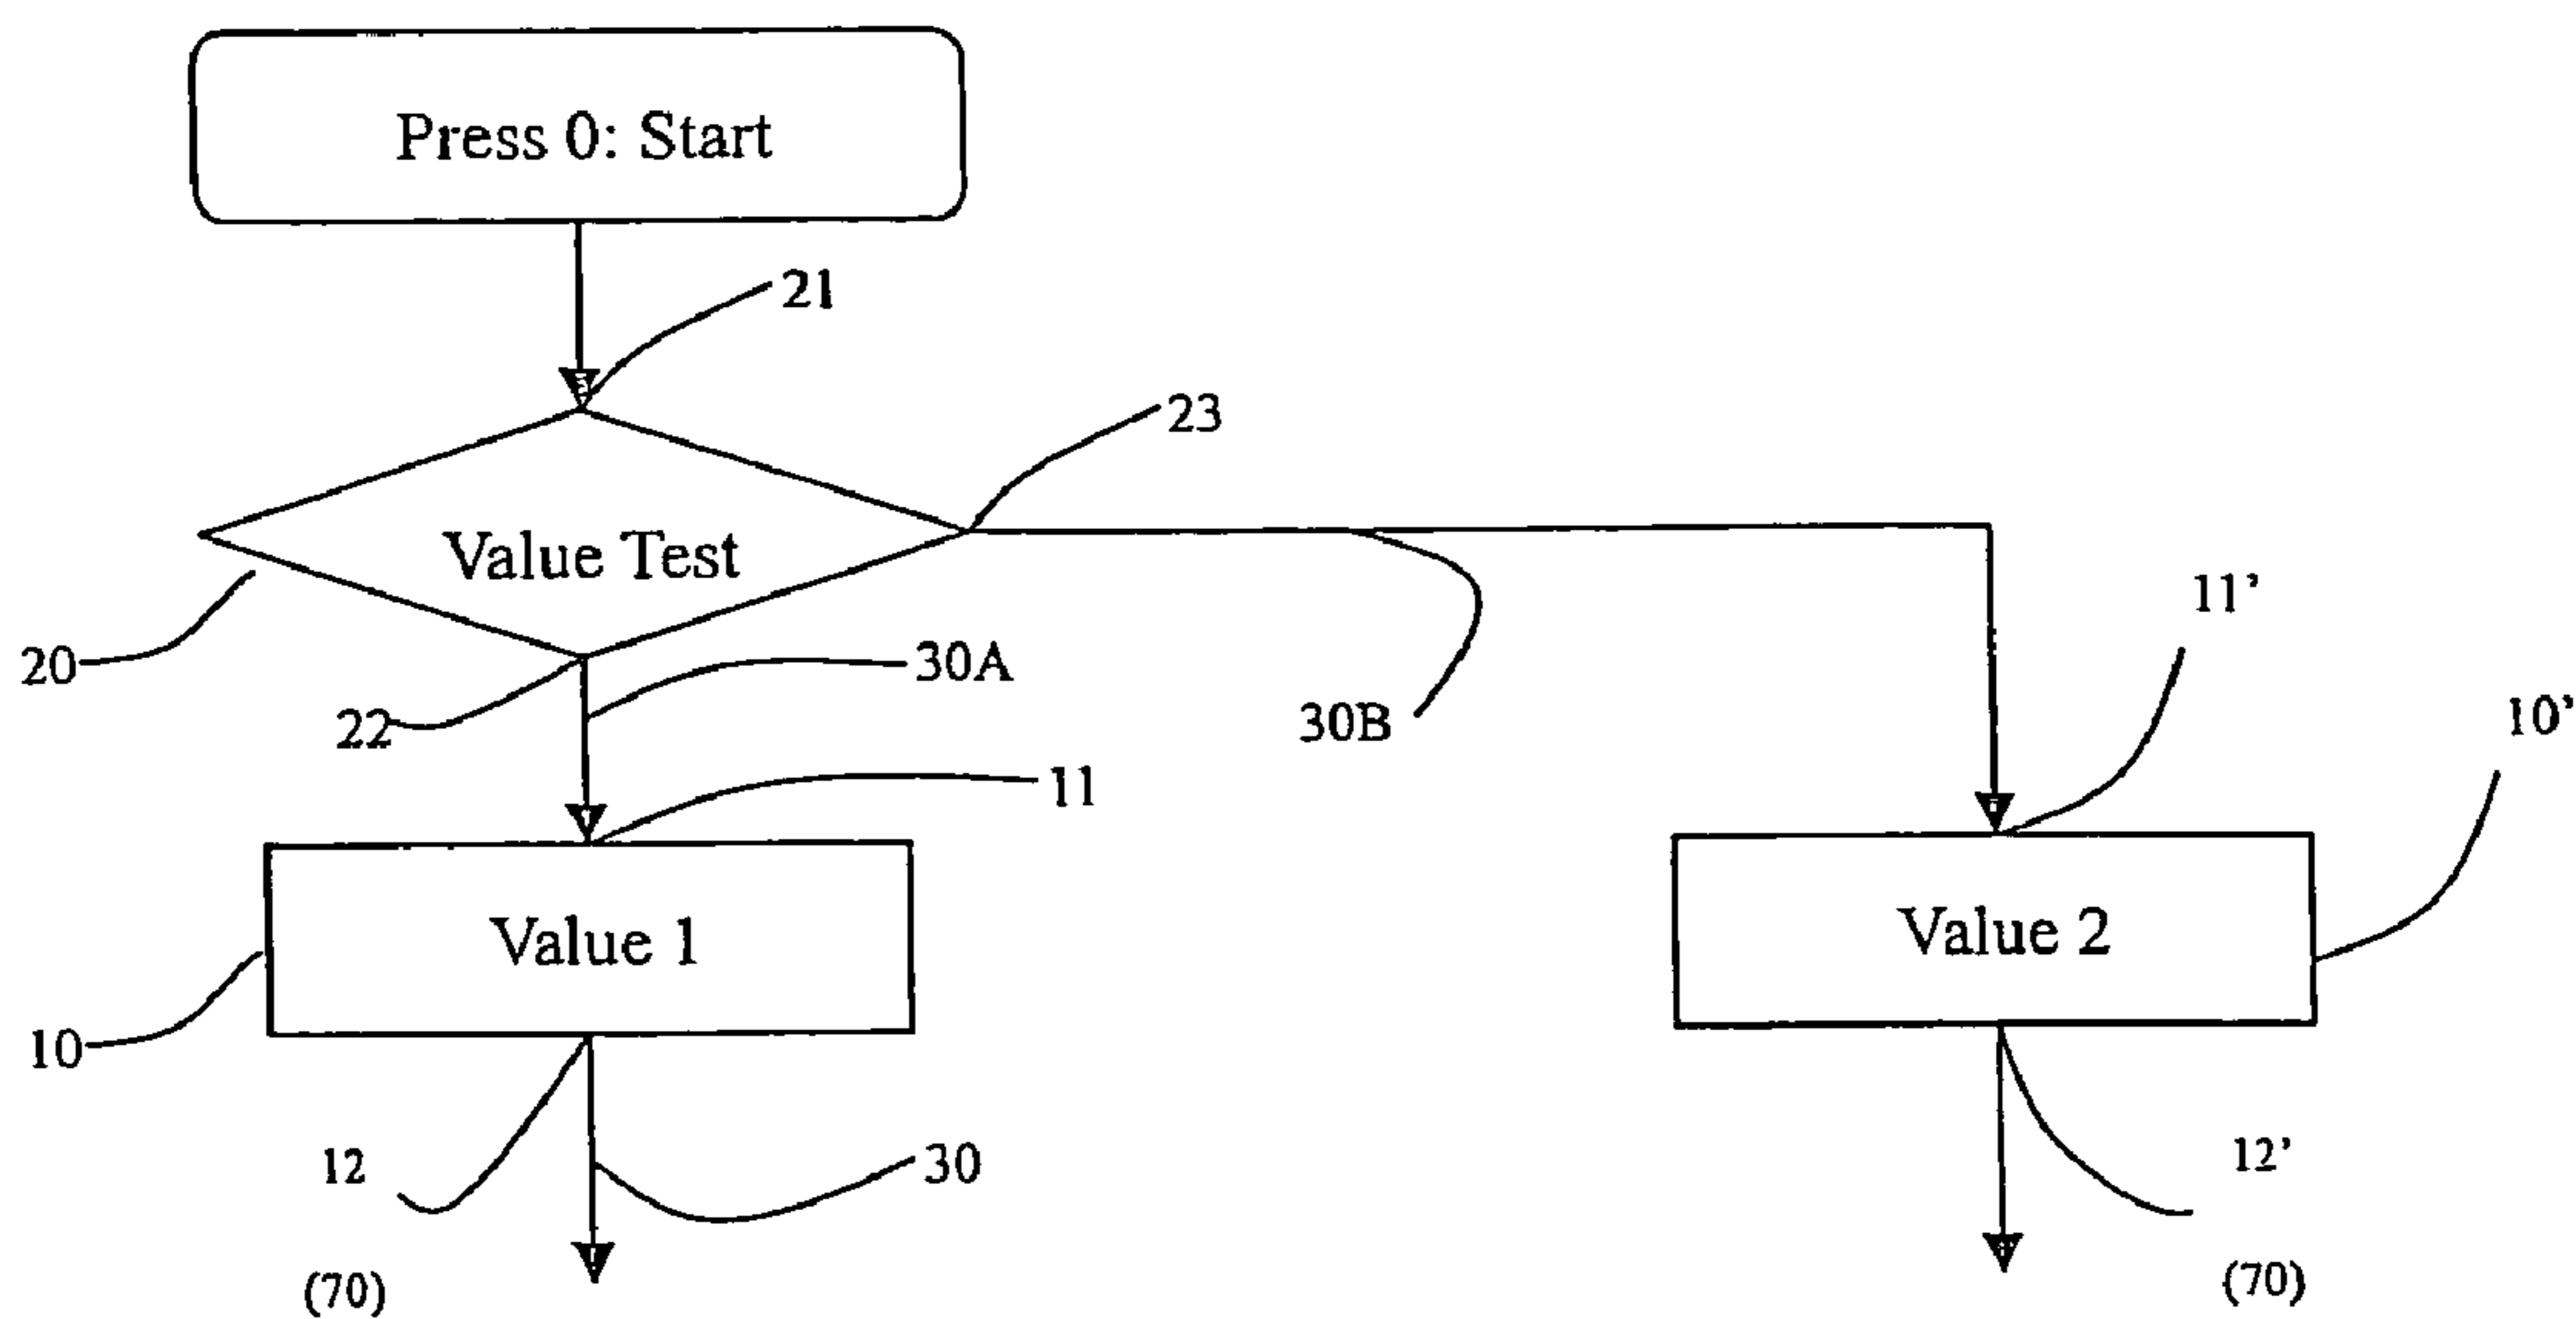 Press 0: Start
21
23
Value Test
11’
20
30A
22
30B
10’
11
Value 1
Value 2
10
12
30
12’
(70)
(70)